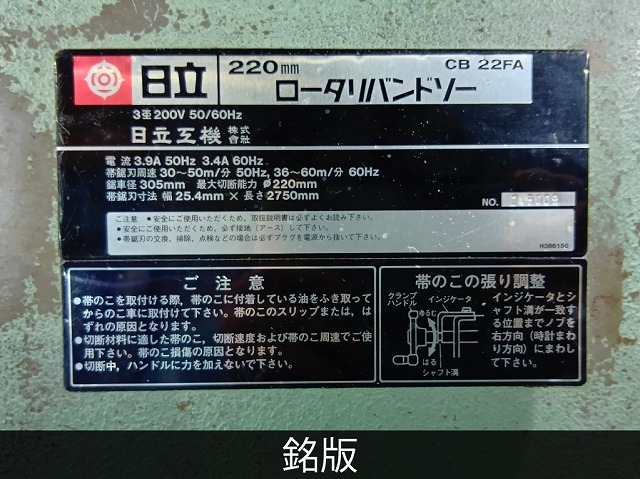 日立
220mm
CB 22FA
ロータリバンドソー
3相200V 50/60Hz
日立工機 株式会社
電 流 3.9A 50Hz 3.4A 60Hz
帯鋸刃周速 30～50m/分 50Hz, 36～60m/分 60Hz
鋸車径 305mm 最大切断能力 Φ220mm
帯鋸刃寸法 幅 25.4mm × 長さ 2750mm
NO.
注意
●安全にご使用いただくため、取扱説明書は必ずよくお読み下さい。
●安全にご使用いただくため、必ず接地（アース）して下さい。
●帯鋸刃の交換、掃除、点検などの場合は必ずプラグを電源から抜いて下さい。
ご 注 意
●帯のこを取付ける際，帯のこに付着している油をふき取ってからのこ車に取付けて下さい。帯のこのスリップまたは，はずれの原因となります。
●切断材料に適した帯のこ，切断速度および帯のこ周速でご使用下さい。帯のこ損傷の原因になります。
●切断中，ハンドルに力を加えないで下さい。
帯のこの張り調整
クランプハンドル
インジケータ
ゆるむ
はる
シャフト溝
インジケータとシャフト溝が一致する位置までノブを右方向（時計まわり方向）にまわして下さい。
銘版